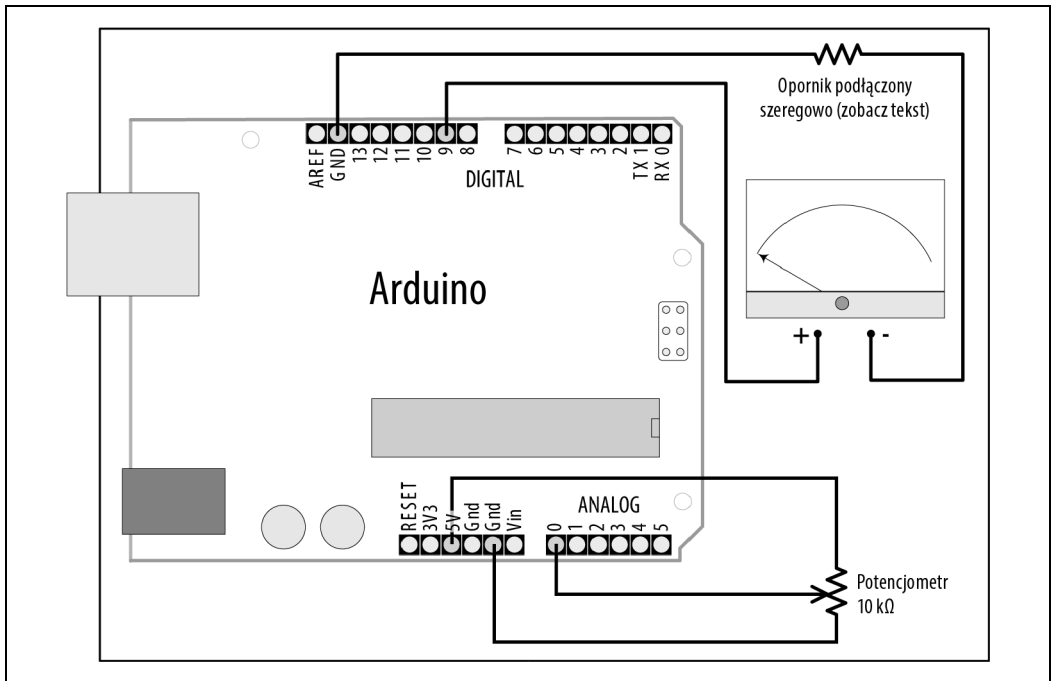 Opornik podłączony
szeregowo (zobacz tekst)
AREF
GND
13
12
11
10
9
8
7
6
5
4
3
2
TX 1
RX 0
DIGITAL
Arduino
+
-
RESET
3V3
5V
Gnd
Gnd
Vin
ANALOG
0
1
2
3
4
5
Potencjometr
10 kΩ